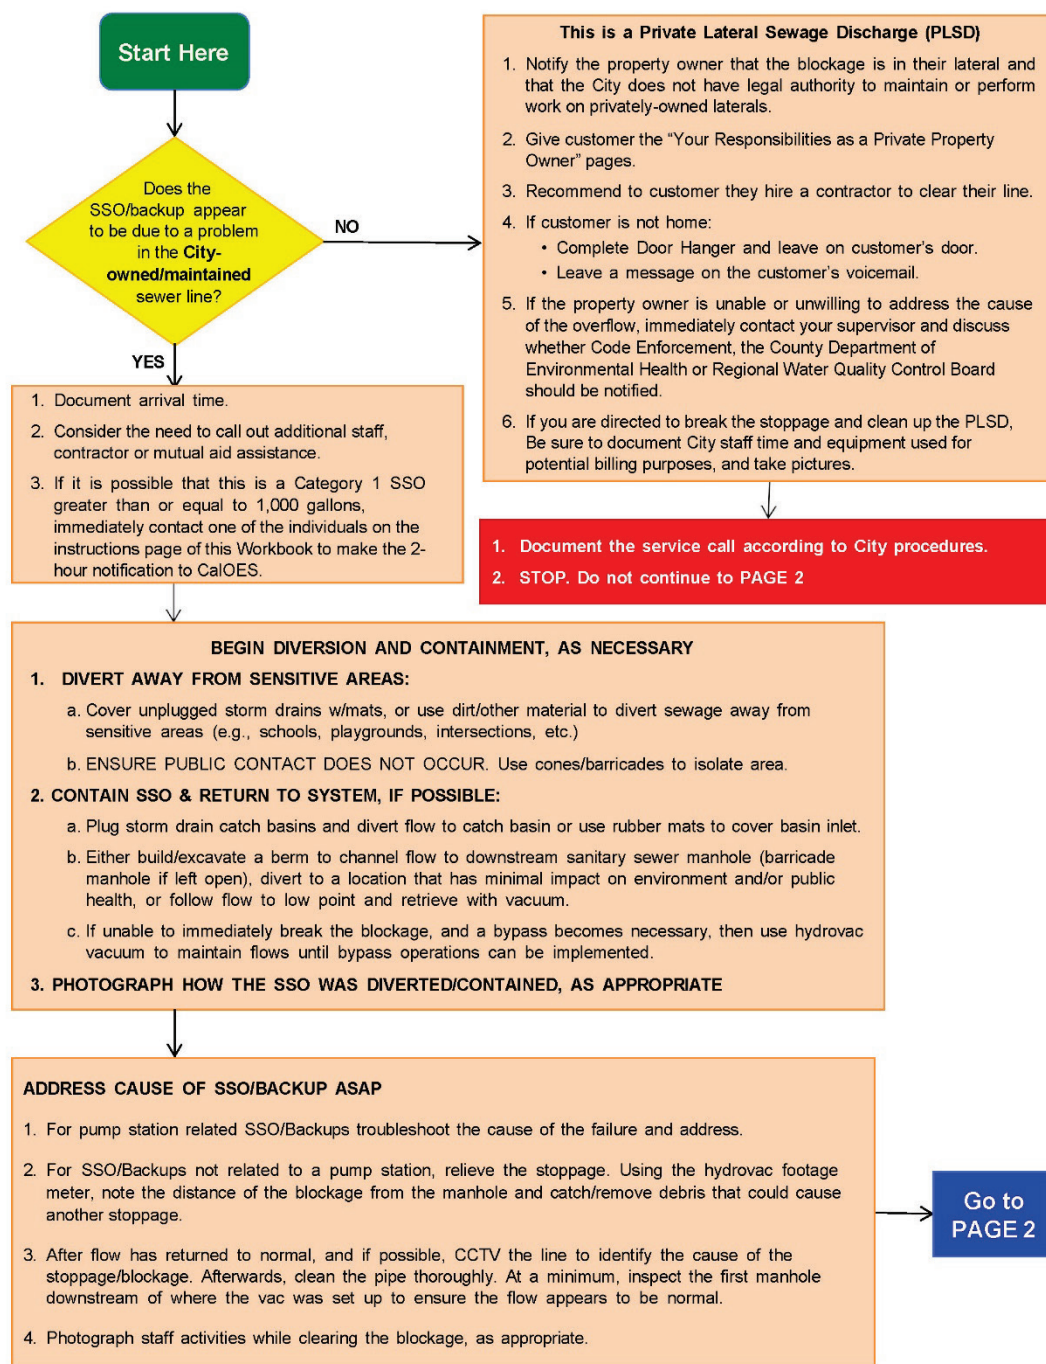 Start Here
Does the
SSO/backup appear
to be due to a problem
in the City-
owned/maintained
sewer line?
NO
YES
This is a Private Lateral Sewage Discharge (PLSD)
1. Notify the property owner that the blockage is in their lateral and
that the City does not have legal authority to maintain or perform
work on privately-owned laterals.
2. Give customer the “Your Responsibilities as a Private Property
Owner” pages.
3. Recommend to customer they hire a contractor to clear their line.
4. If customer is not home:
• Complete Door Hanger and leave on customer’s door.
• Leave a message on the customer’s voicemail.
5. If the property owner is unable or unwilling to address the cause
of the overflow, immediately contact your supervisor and discuss
whether Code Enforcement, the County Department of
Environmental Health or Regional Water Quality Control Board
should be notified.
6. If you are directed to break the stoppage and clean up the PLSD,
Be sure to document City staff time and equipment used for
potential billing purposes, and take pictures.
1. Document the service call according to City procedures.
2. STOP. Do not continue to PAGE 2
1. Document arrival time.
2. Consider the need to call out additional staff,
contractor or mutual aid assistance.
3. If it is possible that this is a Category 1 SSO
greater than or equal to 1,000 gallons,
immediately contact one of the individuals on the
instructions page of this Workbook to make the 2-
hour notification to CalOES.
BEGIN DIVERSION AND CONTAINMENT, AS NECESSARY
1. DIVERT AWAY FROM SENSITIVE AREAS:
a. Cover unplugged storm drains w/mats, or use dirt/other material to divert sewage away from
sensitive areas (e.g., schools, playgrounds, intersections, etc.)
b. ENSURE PUBLIC CONTACT DOES NOT OCCUR. Use cones/barricades to isolate area.
2. CONTAIN SSO & RETURN TO SYSTEM, IF POSSIBLE:
a. Plug storm drain catch basins and divert flow to catch basin or use rubber mats to cover basin inlet.
b. Either build/excavate a berm to channel flow to downstream sanitary sewer manhole (barricade
manhole if left open), divert to a location that has minimal impact on environment and/or public
health, or follow flow to low point and retrieve with vacuum.
c. If unable to immediately break the blockage, and a bypass becomes necessary, then use hydrovac
vacuum to maintain flows until bypass operations can be implemented.
3. PHOTOGRAPH HOW THE SSO WAS DIVERTED/CONTAINED, AS APPROPRIATE
ADDRESS CAUSE OF SSO/BACKUP ASAP
1. For pump station related SSO/Backups troubleshoot the cause of the failure and address.
2. For SSO/Backups not related to a pump station, relieve the stoppage. Using the hydrovac footage
meter, note the distance of the blockage from the manhole and catch/remove debris that could cause
another stoppage.
3. After flow has returned to normal, and if possible, CCTV the line to identify the cause of the
stoppage/blockage. Afterwards, clean the pipe thoroughly. At a minimum, inspect the first manhole
downstream of where the vac was set up to ensure the flow appears to be normal.
4. Photograph staff activities while clearing the blockage, as appropriate.
Go to
PAGE 2